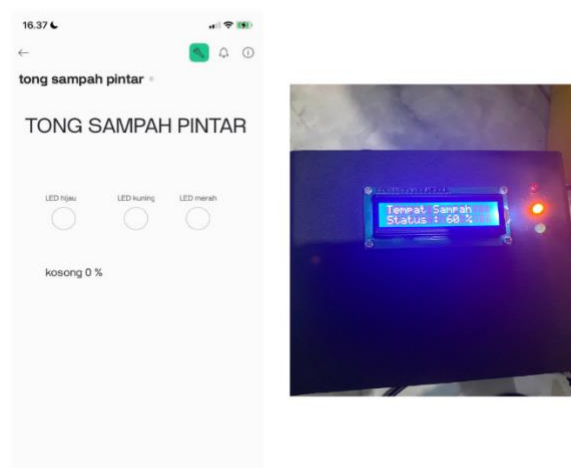 16.37
tong sampah pintar
TONG SAMPAH PINTAR
LED hijau LED kuning LED merah
kosong 0 %
Tempat Sampah
Status : 60 %